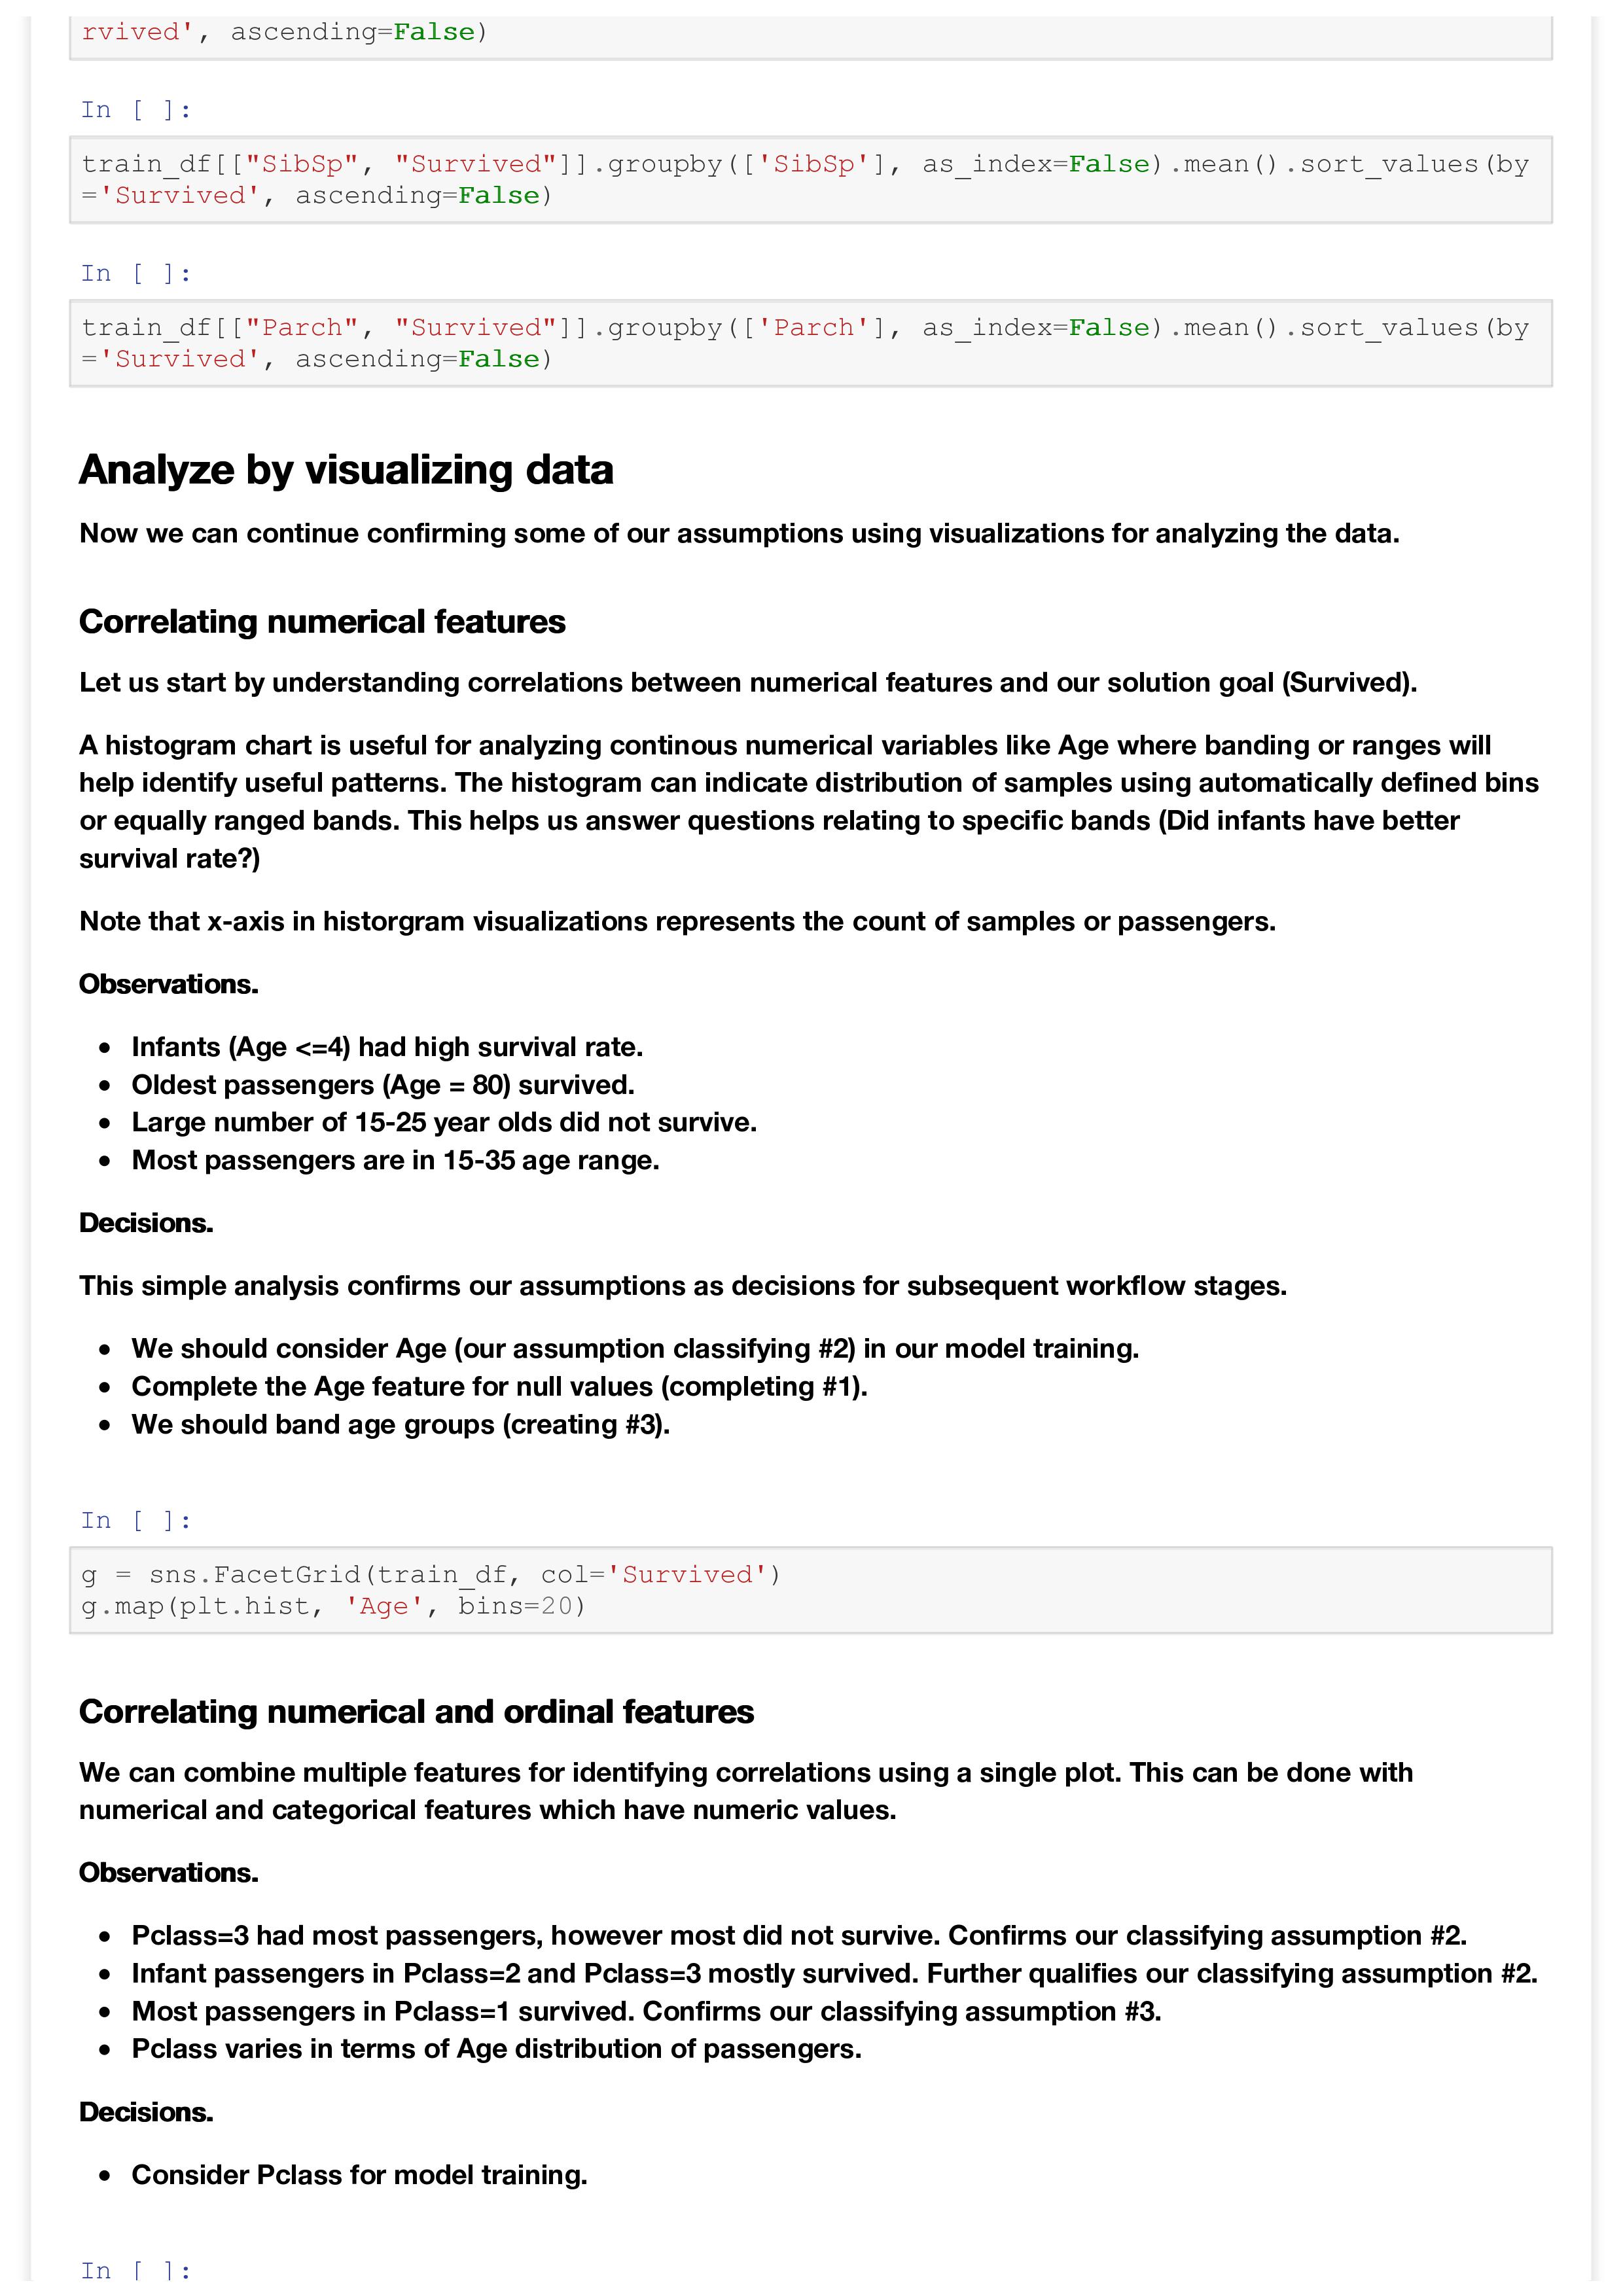 rvived', ascending=False)
In [ ]:
train_df[["SibSp", "Survived"]].groupby(['SibSp'], as_index=False).mean().sort_values(by
='Survived', ascending=False)
In [ ]:
train_df[["Parch", "Survived"]].groupby(['Parch'], as_index=False).mean().sort_values(by
='Survived', ascending=False)
Analyze by visualizing data
Now we can continue confirming some of our assumptions using visualizations for analyzing the data.
Correlating numerical features
Let us start by understanding correlations between numerical features and our solution goal (Survived).
A histogram chart is useful for analyzing continous numerical variables like Age where banding or ranges will
help identify useful patterns. The histogram can indicate distribution of samples using automatically defined bins
or equally ranged bands. This helps us answer questions relating to specific bands (Did infants have better
survival rate?)
Note that x-axis in historgram visualizations represents the count of samples or passengers.
Observations.
• Infants (Age <=4) had high survival rate.
• Oldest passengers (Age = 80) survived.
• Large number of 15-25 year olds did not survive.
• Most passengers are in 15-35 age range.
Decisions.
This simple analysis confirms our assumptions as decisions for subsequent workflow stages.
• We should consider Age (our assumption classifying #2) in our model training.
• Complete the Age feature for null values (completing #1).
• We should band age groups (creating #3).
In [ ]:
g = sns.FacetGrid(train_df, col='Survived')
g.map(plt.hist, 'Age', bins=20)
Correlating numerical and ordinal features
We can combine multiple features for identifying correlations using a single plot. This can be done with
numerical and categorical features which have numeric values.
Observations.
• Pclass=3 had most passengers, however most did not survive. Confirms our classifying assumption #2.
• Infant passengers in Pclass=2 and Pclass=3 mostly survived. Further qualifies our classifying assumption #2.
• Most passengers in Pclass=1 survived. Confirms our classifying assumption #3.
• Pclass varies in terms of Age distribution of passengers.
Decisions.
• Consider Pclass for model training.
In [ ]: